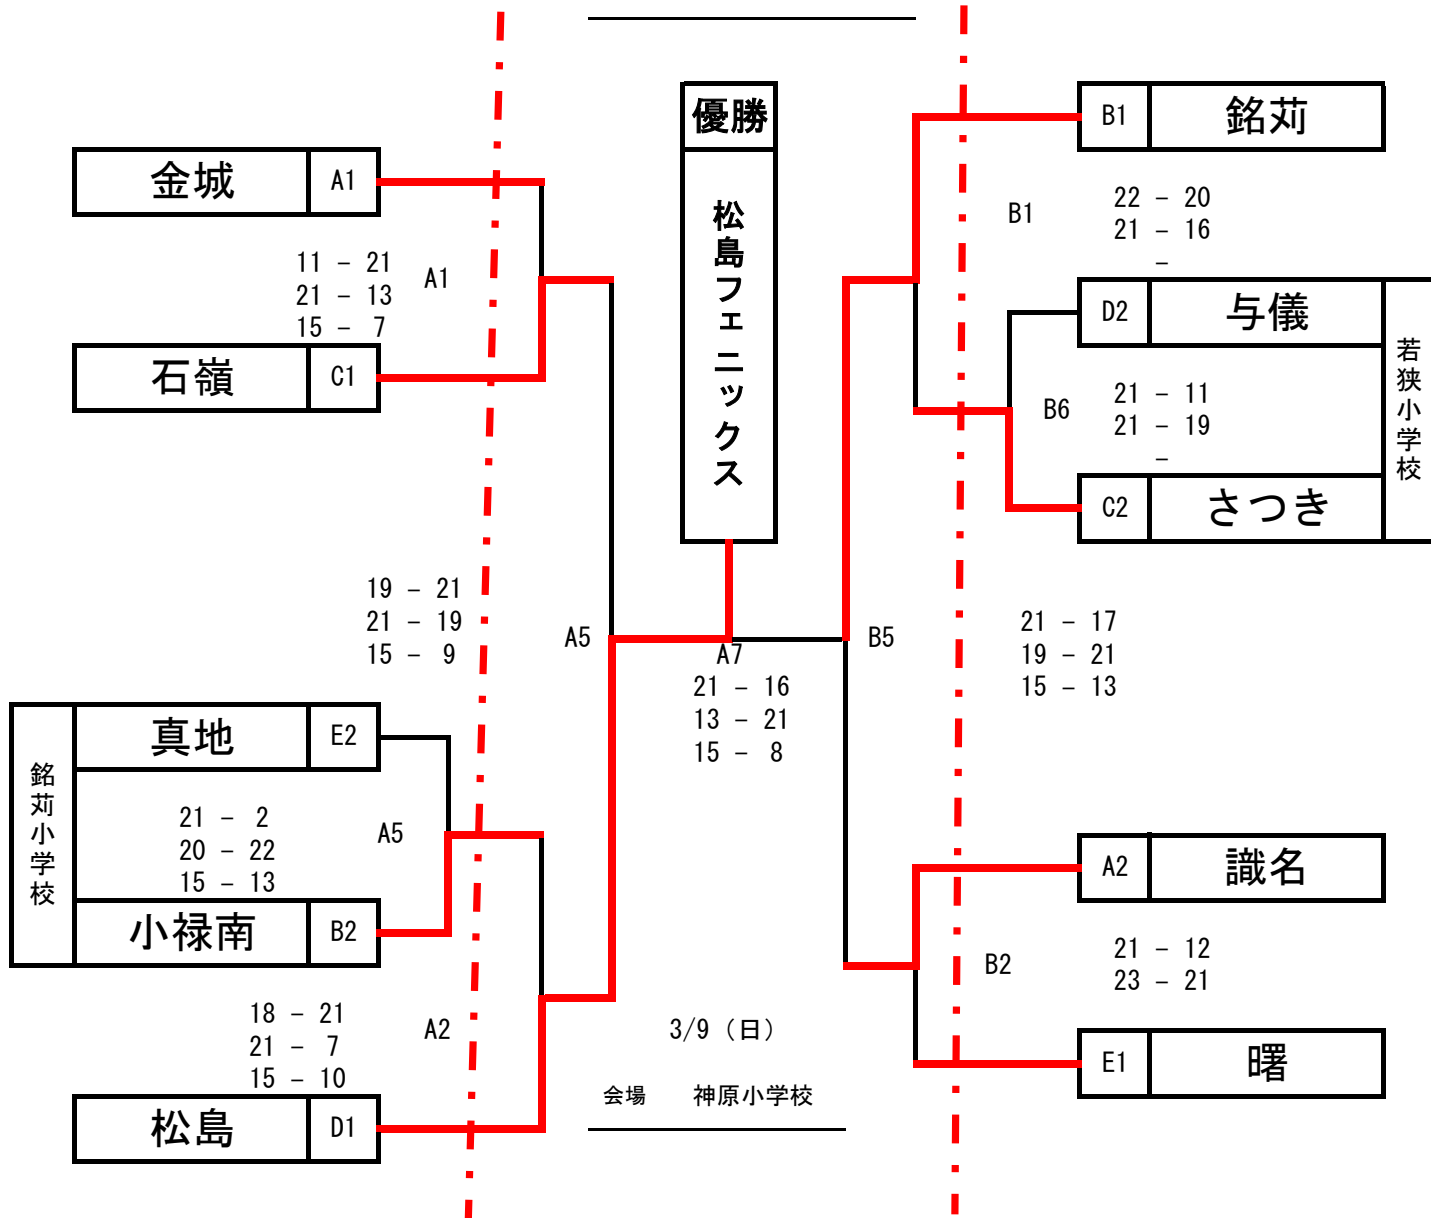 優勝
松島フェニックス
金城 A1
11 - 21
21 - 13
15 - 7
A1
石嶺 C1
19 - 21
21 - 19
15 - 9
A5
銘苅小学校
真地 E2
21 - 2
20 - 22
15 - 13
A5
小禄南 B2
18 - 21
21 - 7
15 - 10
A2
松島 D1
A7
21 - 16
13 - 21
15 - 8
3/9（日）
会場 神原小学校
B1 銘苅
B1
22 - 20
21 - 16
-
D2 与儀
若狭小学校
B6
21 - 11
21 - 19
-
C2 さつき
B5
21 - 17
19 - 21
15 - 13
A2 識名
B2
21 - 12
23 - 21
E1 曙